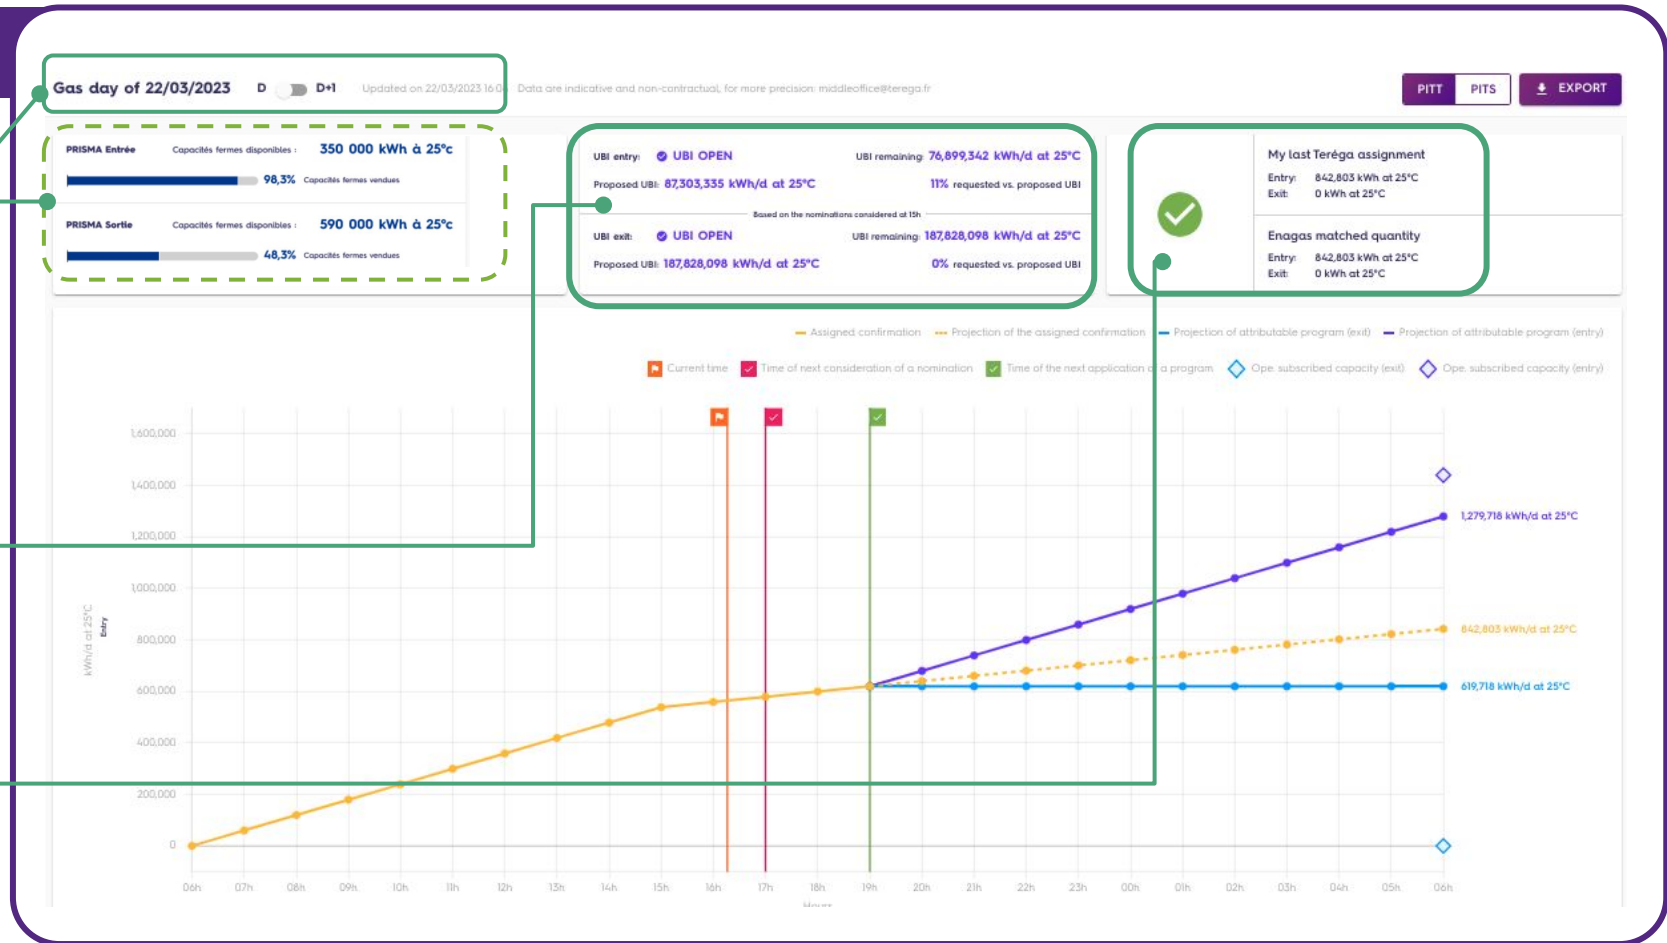 Gas day of 22/03/2023 D D+1 Updated on 22/03/2023 16:0 Data are indicative and non-contractual, for more precision: middleoffice@terega.fr
PITT PITS EXPORT
PRISMA Entrée Capacités fermes disponibles : 350 000 kWh à 25°c
98,3% Capacités fermes vendues
PRISMA Sortie Capacités fermes disponibles : 590 000 kWh à 25°c
48,3% Capacités fermes vendues
UBI entry: UBI OPEN UBI remaining: 76,899,342 kWh/d at 25°C
Proposed UBI: 87,303,335 kWh/d at 25°C 11% requested vs. proposed UBI
Based on the nominations considered at 15h
UBI exit: UBI OPEN UBI remaining: 187,828,098 kWh/d at 25°C
Proposed UBI: 187,828,098 kWh/d at 25°C 0% requested vs. proposed UBI
My last Teréga assignment
Entry: 842,803 kWh at 25°C
Exit: 0 kWh at 25°C
Enagas matched quantity
Entry: 842,803 kWh at 25°C
Exit: 0 kWh at 25°C
Assigned confirmation Projection of the assigned confirmation Projection of attributable program (exit) Projection of attributable program (entry)
Current time Time of next consideration of a nomination Time of the next application of a program Ope. subscribed capacity (exit) Ope. subscribed capacity (entry)
1,600,000
1,400,000
1,200,000
1,000,000
800,000
600,000
400,000
200,000
0
kWh/d at 25°C
Entry
1,279,718 kWh/d at 25°C
842,803 kWh/d at 25°C
619,718 kWh/d at 25°C
06h 07h 08h 09h 10h 11h 12h 13h 14h 15h 16h 17h 18h 19h 20h 21h 22h 23h 00h 01h 02h 03h 04h 05h 06h
Hours